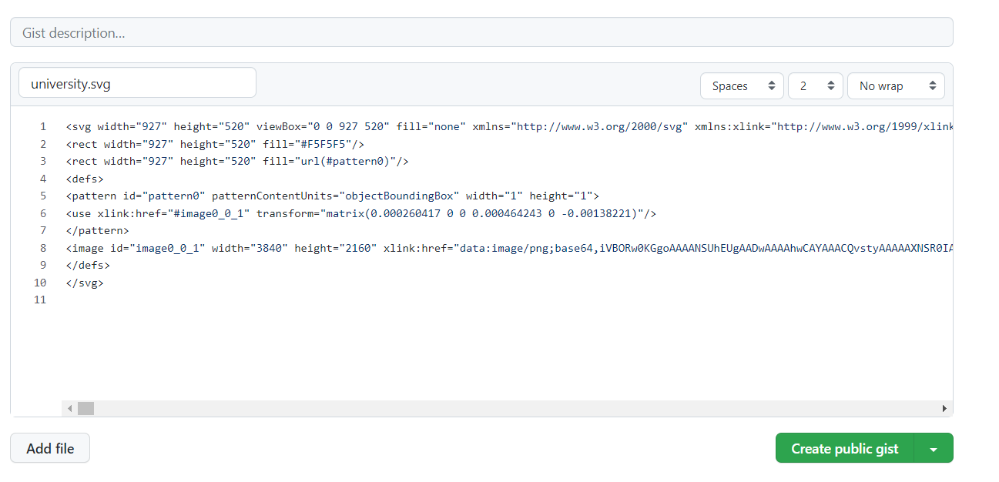 Gist description...
university.svg
Spaces
2
No wrap
1 <svg width="927" height="520" viewBox="0 0 927 520" fill="none" xmlns="http://www.w3.org/2000/svg" xmlns:xlink="http://www.w3.org/1999/xlink
2 <rect width="927" height="520" fill="#F5F5F5"/>
3 <rect width="927" height="520" fill="url(#pattern0)"/>
4 <defs>
5 <pattern id="pattern0" patternContentUnits="objectBoundingBox" width="1" height="1">
6 <use xlink:href="#image0_0_1" transform="matrix(0.000260417 0 0 0.000464243 0 -0.00138221)"/>
7 </pattern>
8 <image id="image0_0_1" width="3840" height="2160" xlink:href="data:image/png;base64,iVBORw0KGgoAAAANSUhEUgAADwAAAAhwCAYAAACQvstyAAAAAXNSR0IA
9 </defs>
10 </svg>
11
Add file
Create public gist